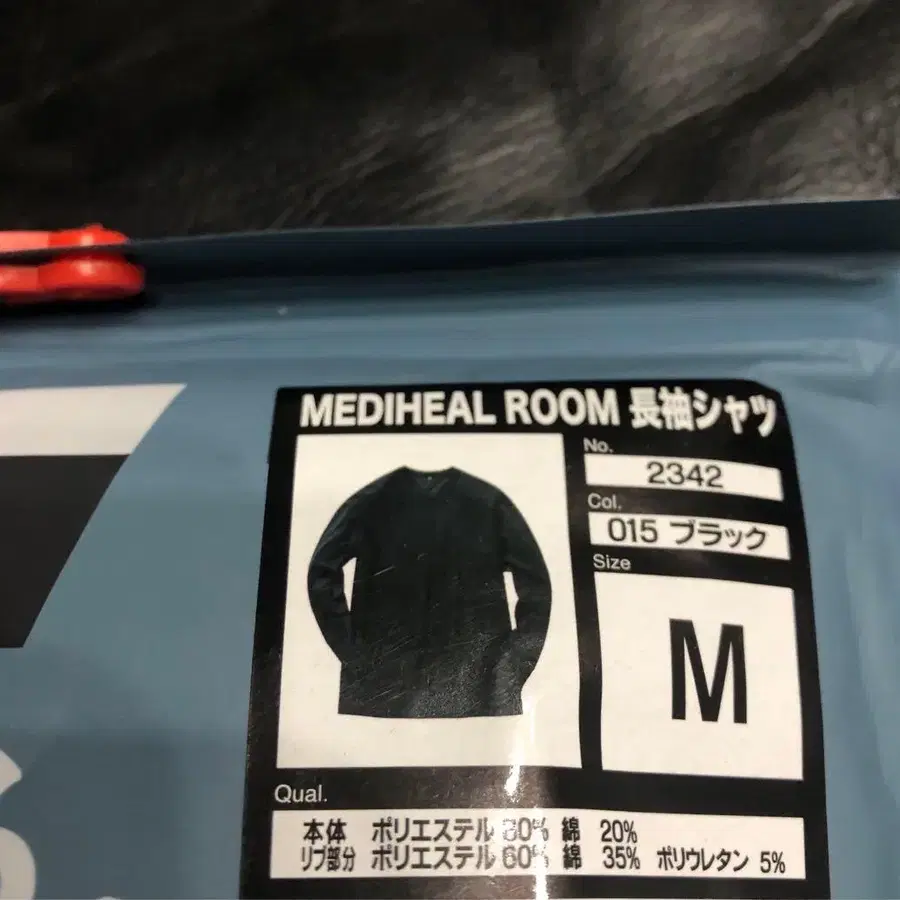 MEDIHEAL ROOM 長袖シャツ
No.
2342
Col.
015 ブラック
Size
M
Qual.
本体 ポリエステル 80% 綿 20%
リブ部分 ポリエステル 60% 綿 35% ポリウレタン 5%